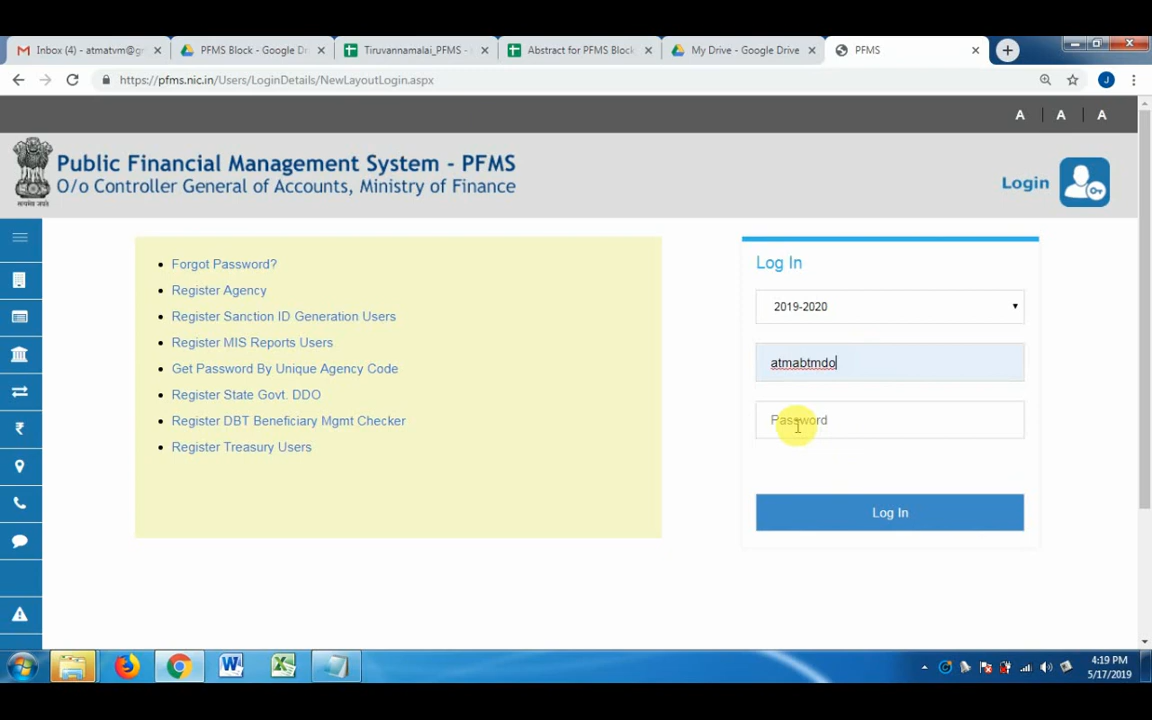 Inbox (4) - atmatvm@g
PFMS Block - Google D
Tiruvannamalai_PFMS -
Abstract for PFMS Block
My Drive - Google Drive
PFMS
https://pfms.nic.in/Users/LoginDetails/NewLayoutLogin.aspx
J
A A A
Public Financial Management System - PFMS
O/o Controller General of Accounts, Ministry of Finance
सत्यमेव जयते
Login
Forgot Password?
Register Agency
Register Sanction ID Generation Users
Register MIS Reports Users
Get Password By Unique Agency Code
Register State Govt. DDO
Register DBT Beneficiary Mgmt Checker
Register Treasury Users
Log In
2019-2020
atmabtmdo
Password
Log In
4:19 PM
5/17/2019